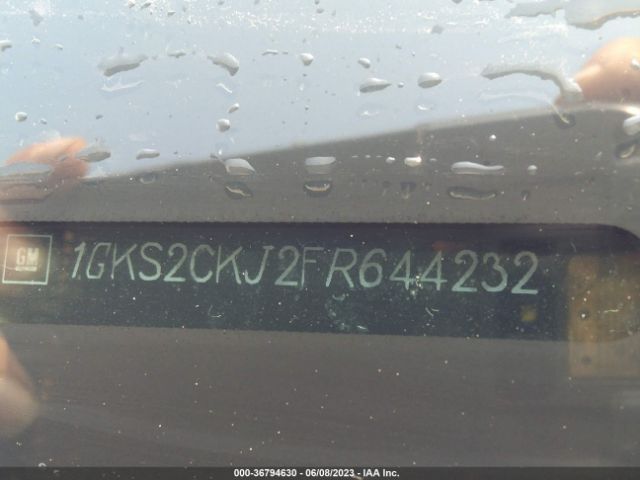 GM
1GKS2CKJ2FR644232
000-36794630 - 06/08/2023 - IAA Inc.